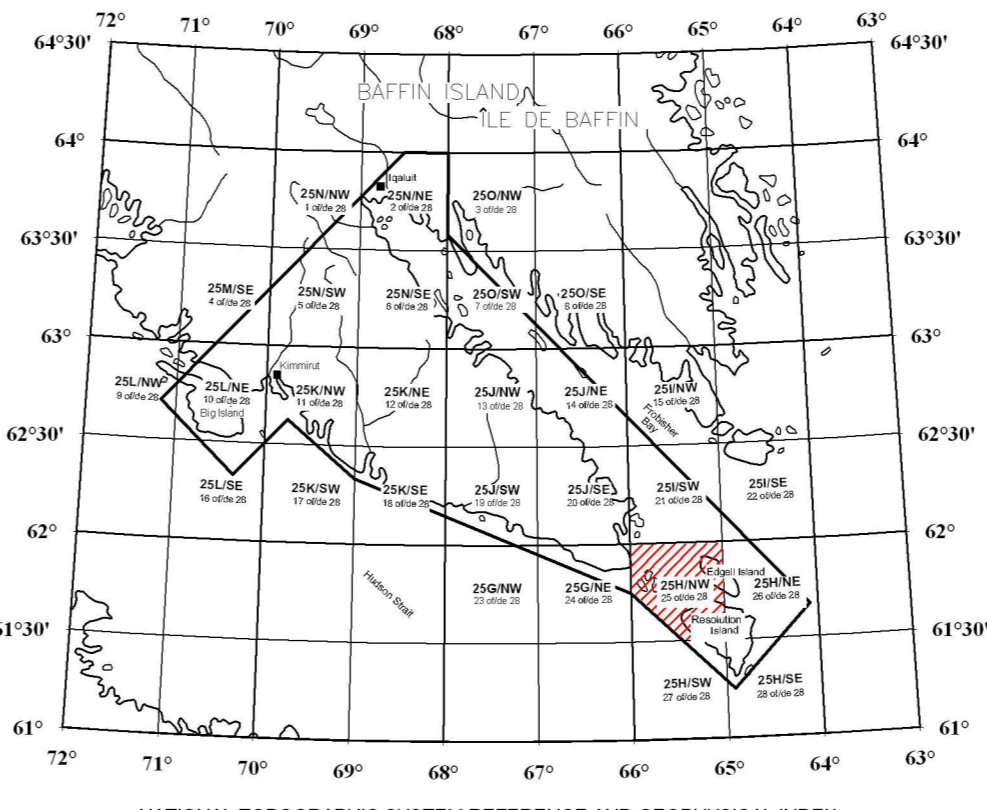 72° 71° 70° 69° 68° 67° 66° 65° 64° 63°
64°30' 64°30'
BAFFIN ISLAND
ÎLE DE BAFFIN
64° 64°
Iqaluit
25N/NW 25N/NE 25O/NW
1 of/de 28 2 of/de 28 3 of/de 28
63°30' 63°30'
25M/SE 25N/SW 25N/SE 25O/SW 25O/SE
4 of/de 28 5 of/de 28 6 of/de 28 7 of/de 28 8 of/de 28
63° 63°
Kimmirut
25L/NW 25L/NE 25K/NW 25K/NE 25J/NW 25J/NE 25I/NW
9 of/de 28 10 of/de 28 11 of/de 28 12 of/de 28 13 of/de 28 14 of/de 28 15 of/de 28
Big Island
Frobisher
Bay
62°30' 62°30'
25L/SE 25K/SW 25K/SE 25J/SW 25J/SE 25I/SW 25I/SE
16 of/de 28 17 of/de 28 18 of/de 28 19 of/de 28 20 of/de 28 21 of/de 28 22 of/de 28
62° 62°
Hudson Strait
Edgell Island
25G/NW 25G/NE 25H/NW 25H/NE
23 of/de 28 24 of/de 28 25 of/de 28 26 of/de 28
Resolution
Island
51°30' 61°30'
25H/SW 25H/SE
27 of/de 28 28 of/de 28
61° 61°
72° 71° 70° 69° 68° 67° 66° 65° 64° 63°
NATIONAL TOPOGRAPHIC SYSTEM REFERENCE AND GEOPHYSICAL INDEX